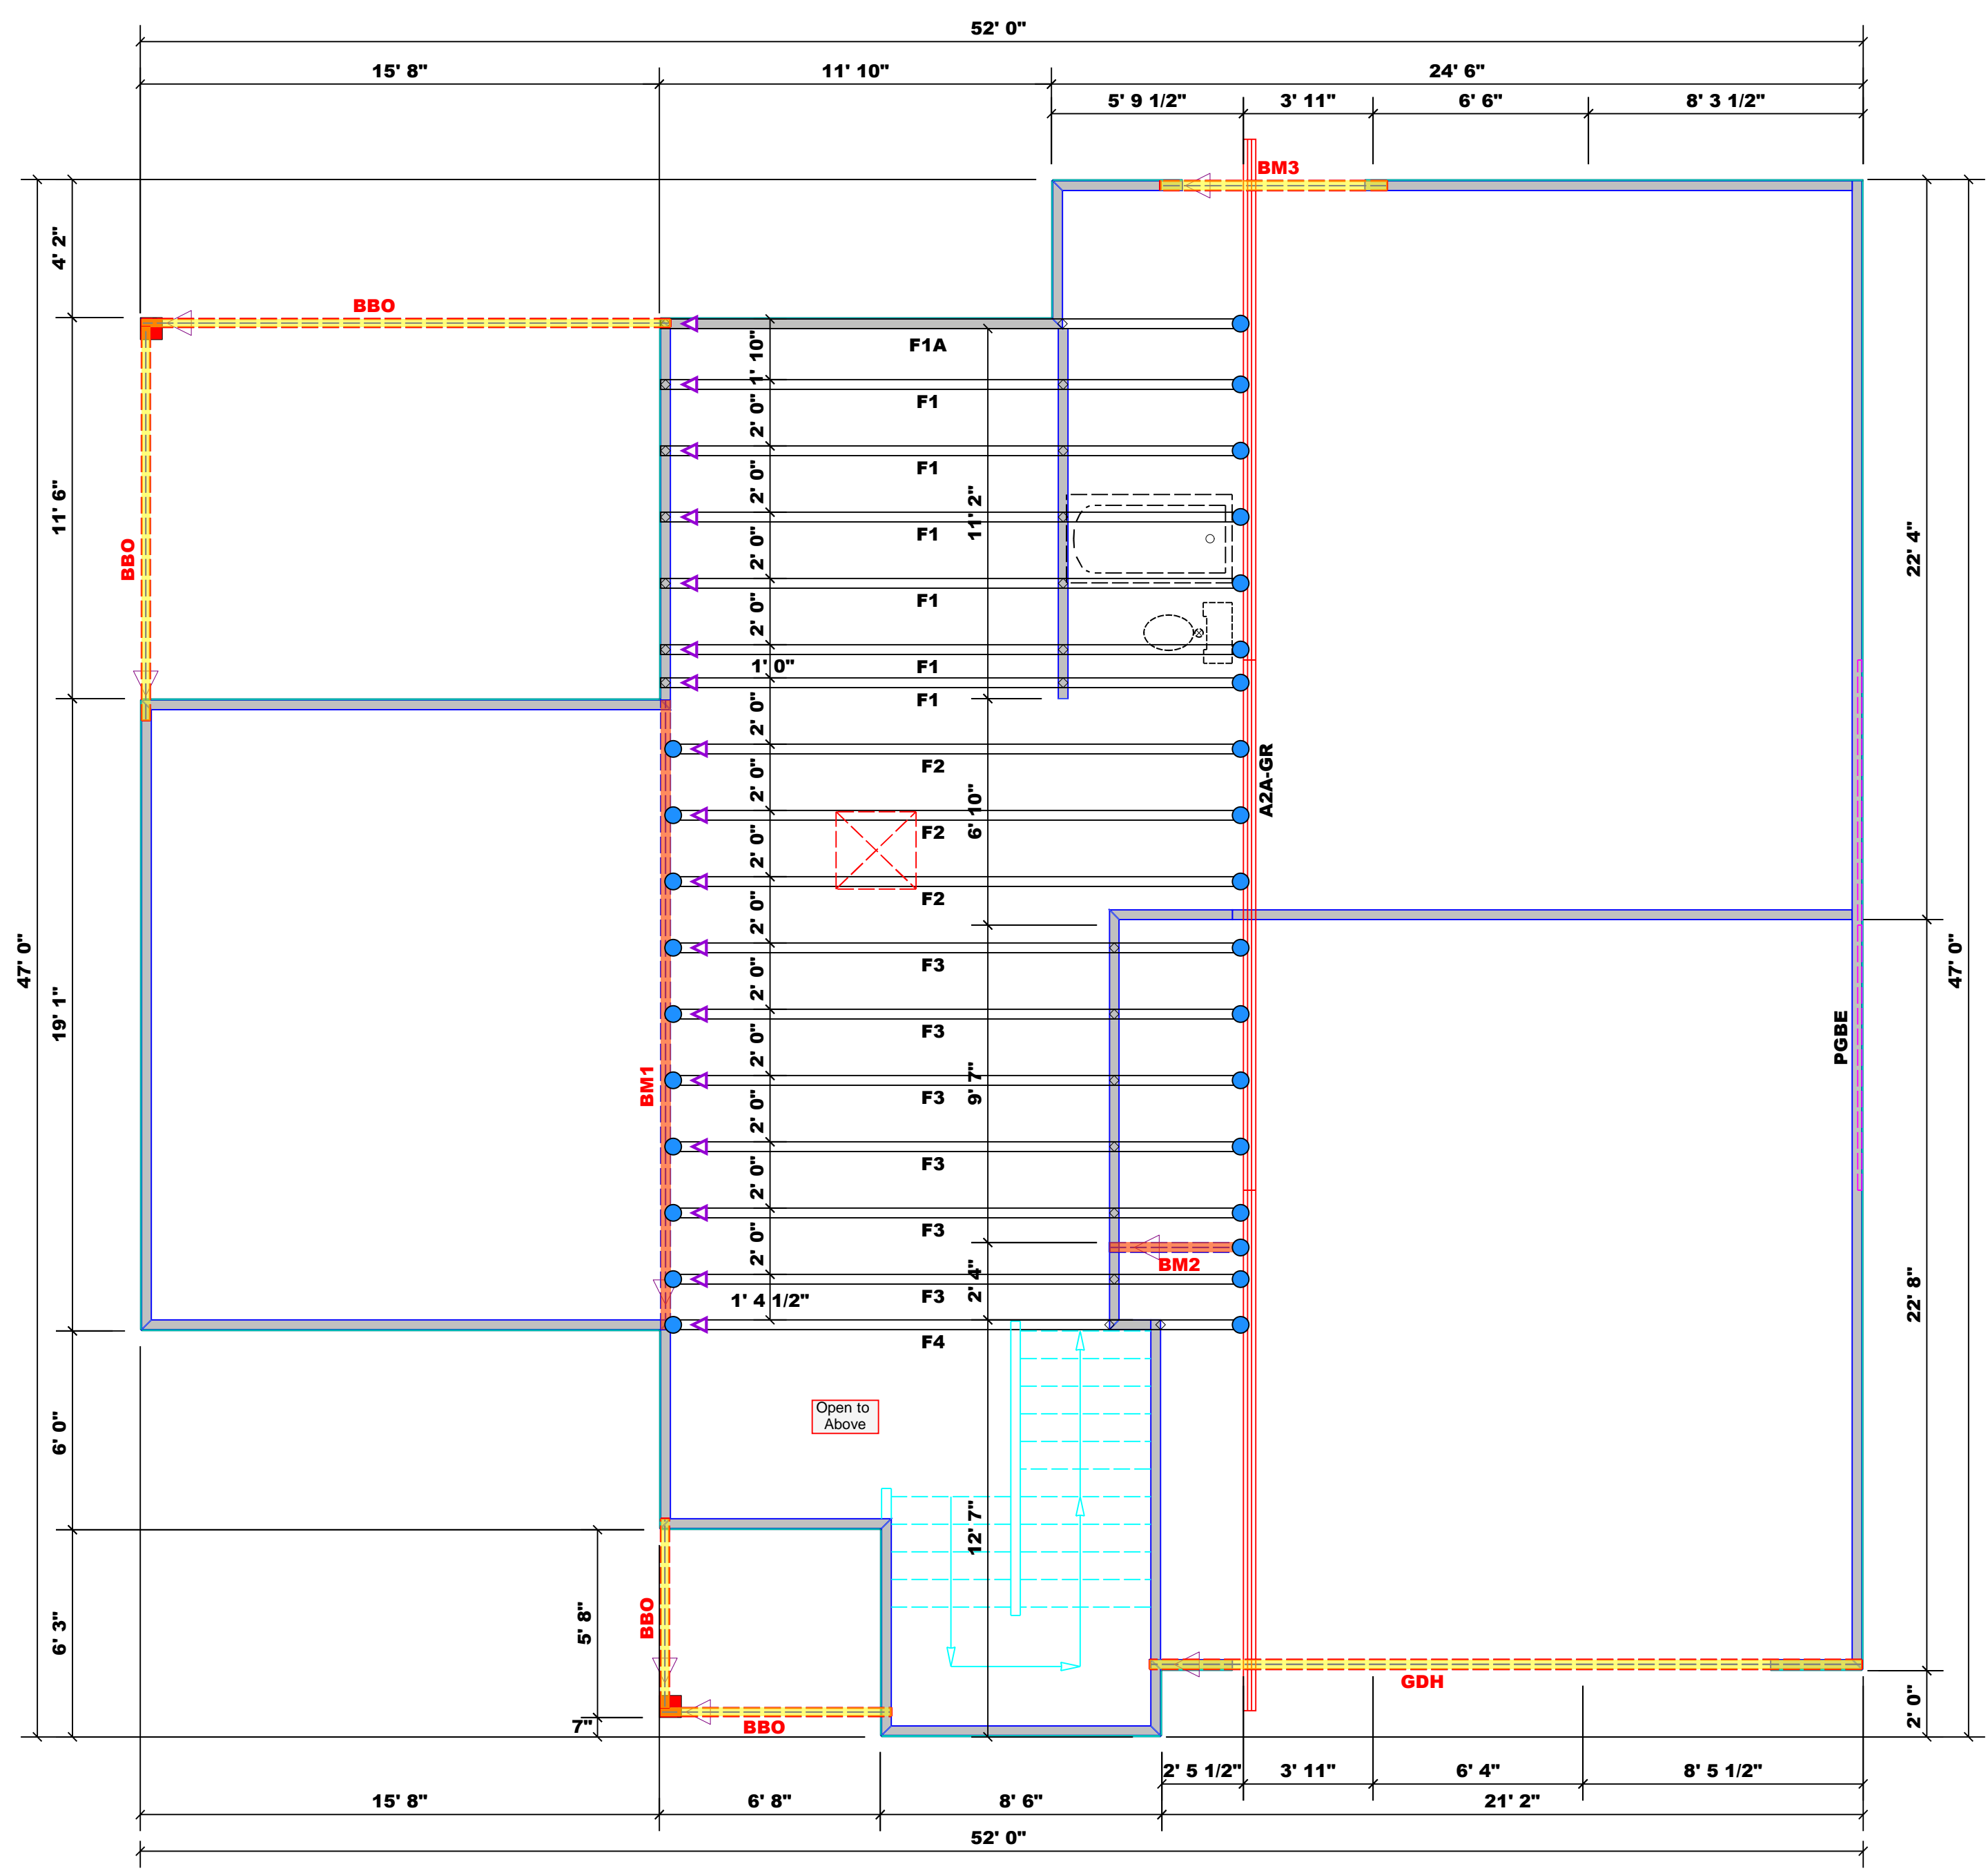 52' 0"
15' 8"
11' 10"
24' 6"
5' 9 1/2"
3' 11"
6' 6"
8' 3 1/2"
BM3
4' 2"
BBO
F1A
1' 10"
F1
2' 0"
F1
2' 0"
11' 2"
11' 6"
F1
22' 4"
BBO
2' 0"
F1
2' 0"
F1
1' 0"
F1
2' 0"
F2
2' 0"
A2A-GR
6' 10"
F2
2' 0"
F2
2' 0"
47' 0"
47' 0"
F3
2' 0"
19' 1"
F3
2' 0"
PGBE
BM1
9' 7"
F3
2' 0"
F3
2' 0"
F3
2' 0"
BM2
2' 4"
22' 8"
F3
1' 4 1/2"
F4
Open to
Above
6' 0"
12' 7"
BBO
5' 8"
6' 3"
GDH
2' 0"
7"
BBO
2' 5 1/2"
3' 11"
6' 4"
8' 5 1/2"
15' 8"
6' 8"
8' 6"
21' 2"
52' 0"